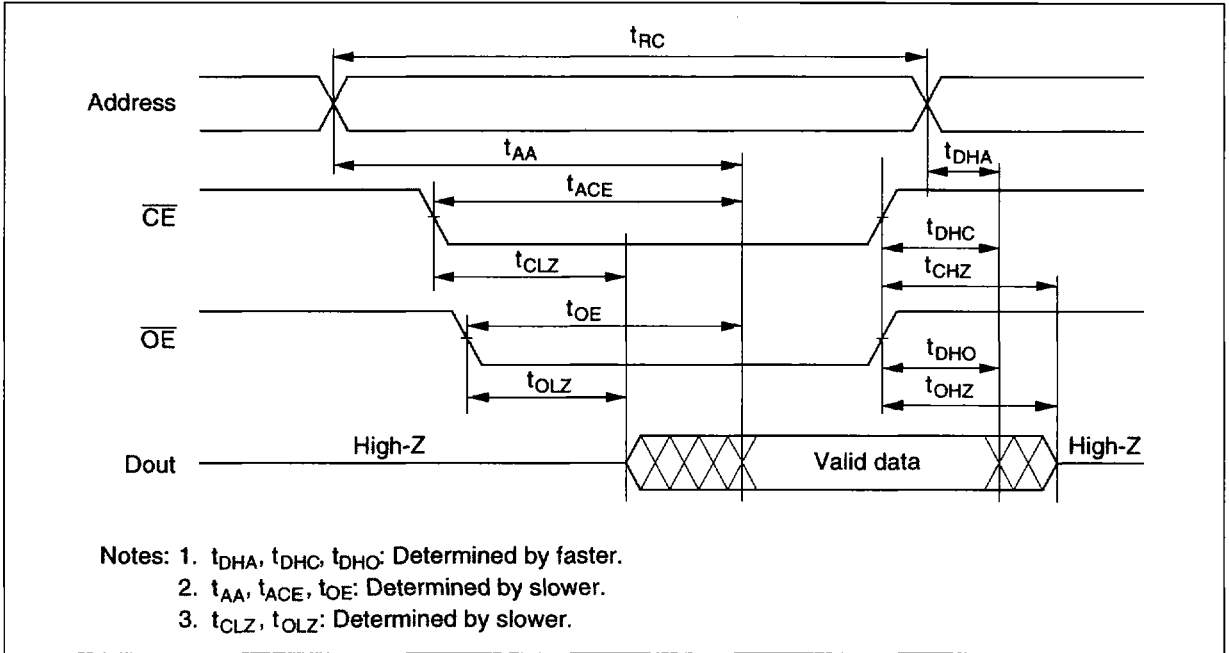 tRC
Address
tAA
tDHA
tACE
CE
tDHC
tCLZ
tCHZ
tOE
OE
tDHO
tOLZ
tOHZ
High-Z
Valid data
High-Z
Dout
Notes: 1. tDHA, tDHC, tDHO: Determined by faster.
2. tAA, tACE, tOE: Determined by slower.
3. tCLZ, tOLZ: Determined by slower.